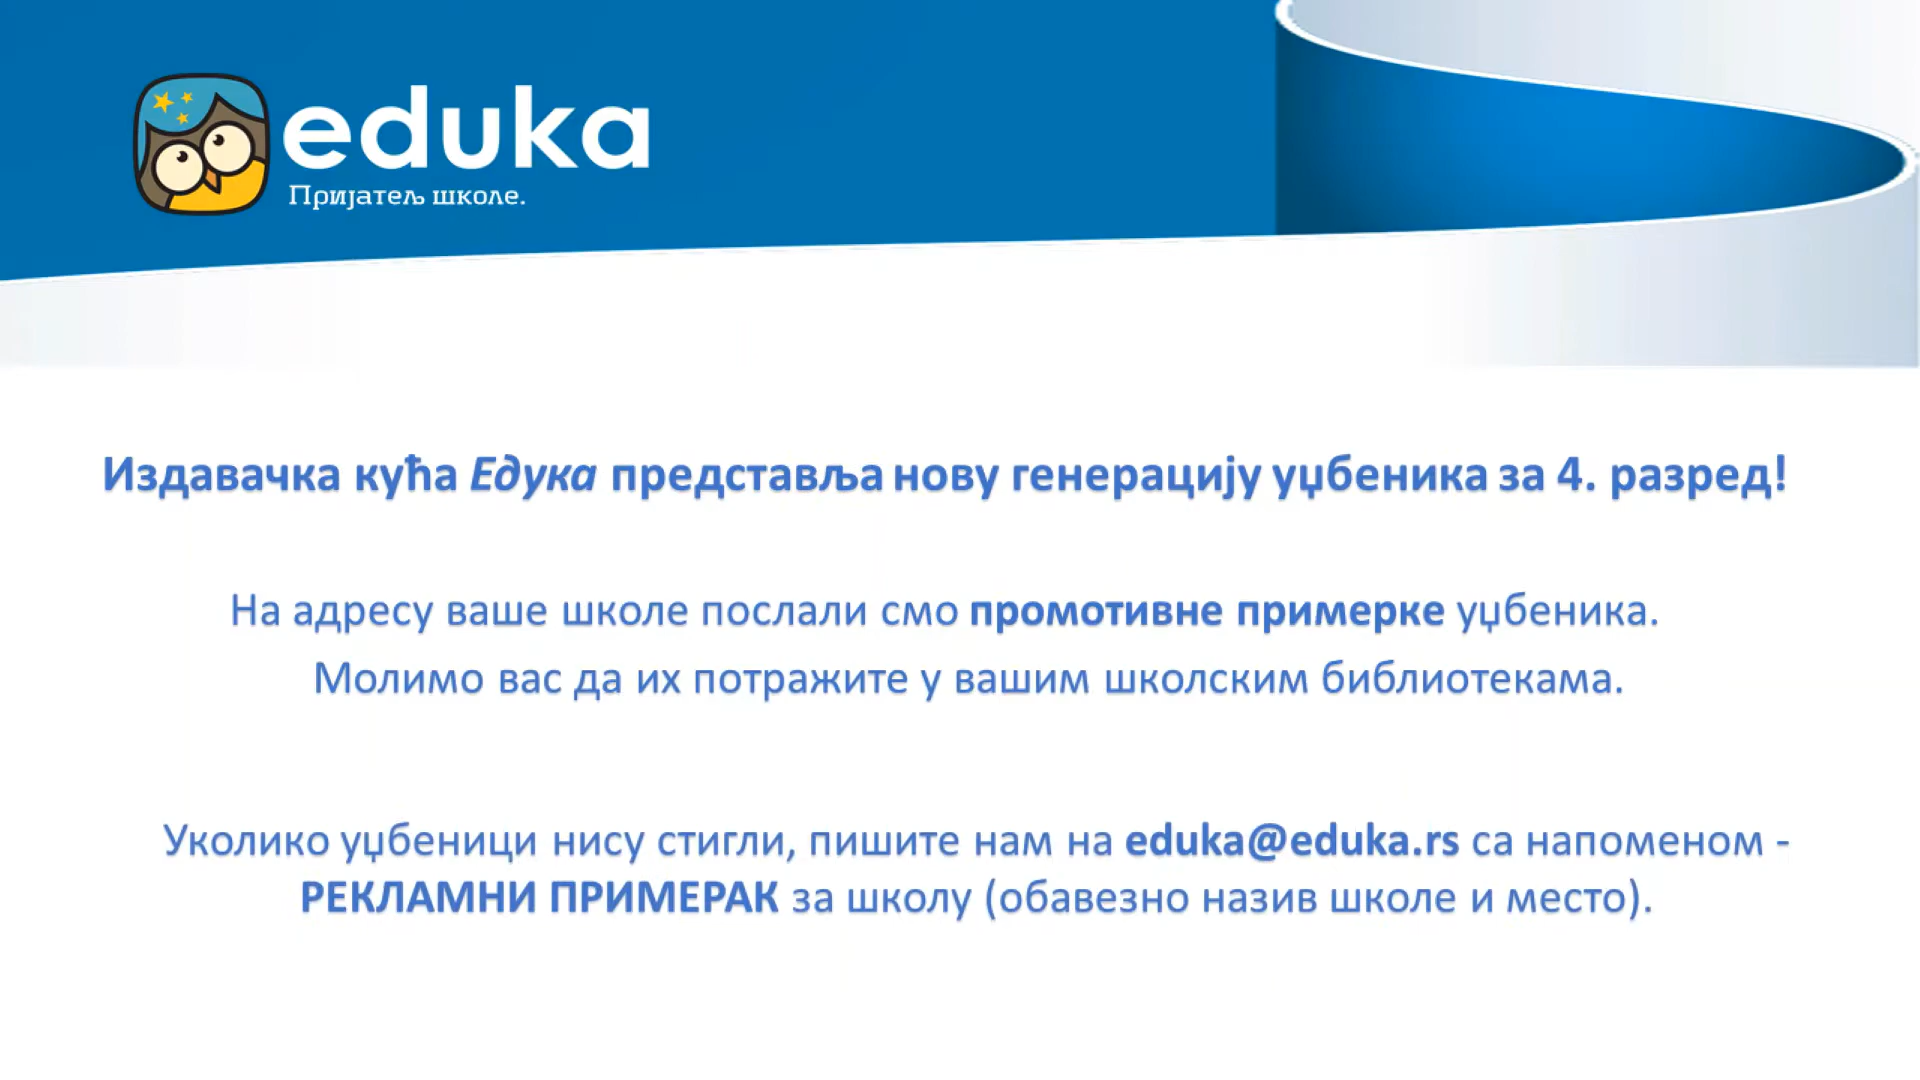 eduka
Пријатељ школе.
Издавачка кућа Едука представља нову генерацију уџбеника за 4. разред!
На адресу ваше школе послали смо промотивне примерке уџбеника.
Молимо вас да их потражите у вашим школским библиотекама.
Уколико уџбеници нису стигли, пишите нам на eduka@eduka.rs са напоменом -
РЕКЛАМНИ ПРИМЕРАК за школу (обавезно назив школе и место).